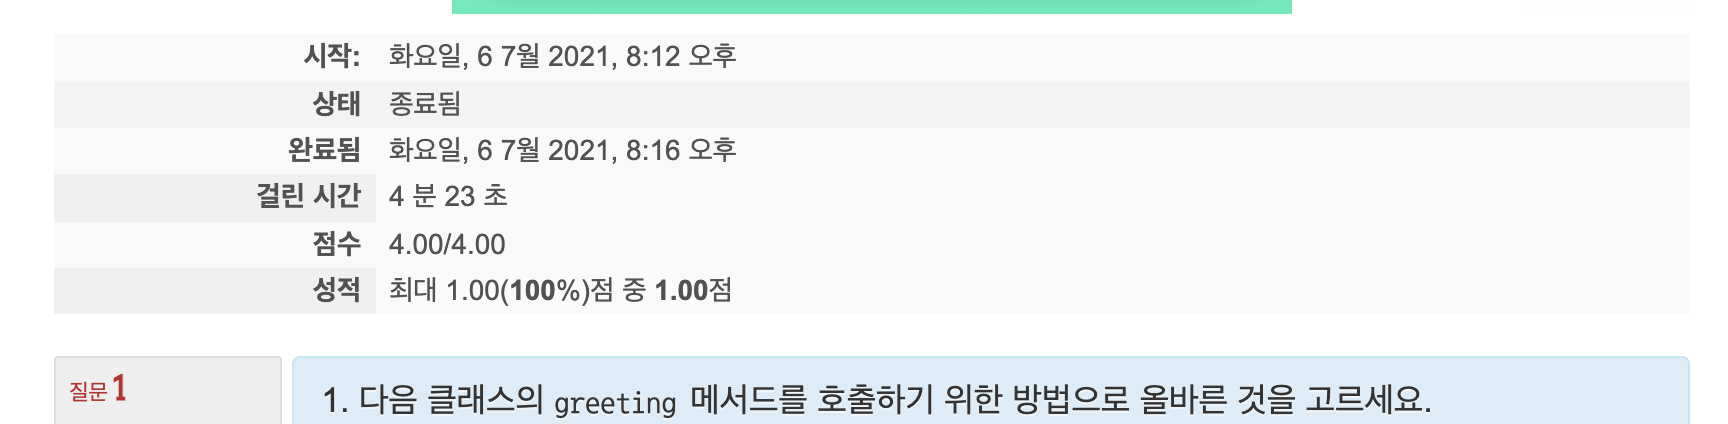 시작: 화요일, 6 7월 2021, 8:12 오후
상태 종료됨
완료됨 화요일, 6 7월 2021, 8:16 오후
걸린 시간 4 분 23 초
점수 4.00/4.00
성적 최대 1.00(100%)점 중 1.00점
질문 1
1. 다음 클래스의 greeting 메서드를 호출하기 위한 방법으로 올바른 것을 고르세요.